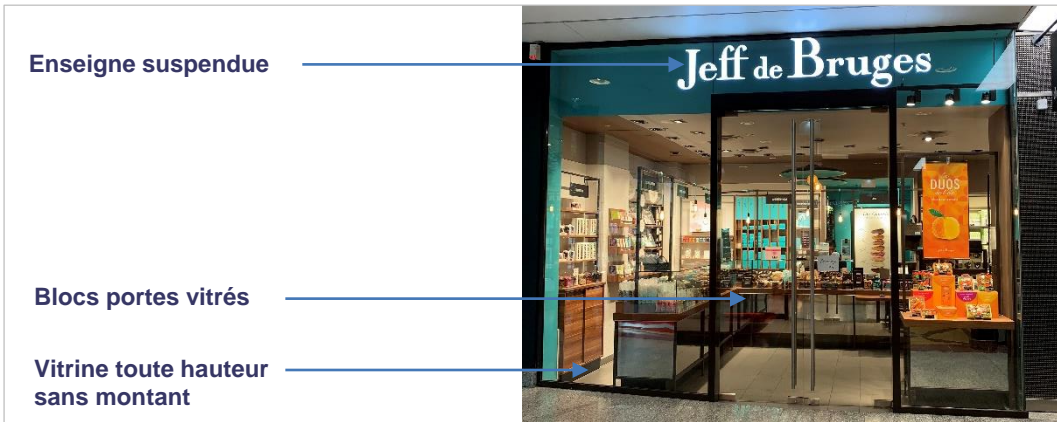 Enseigne suspendue
Jeff de Bruges
DUOS
Blocs portes vitrés
Vitrine toute hauteur
sans montant